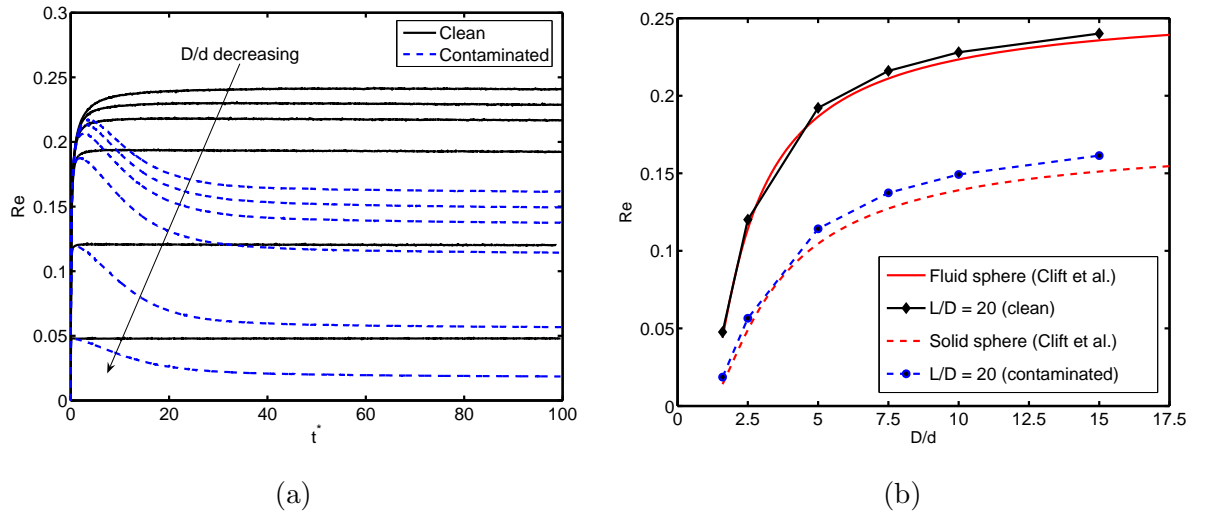 0.3
0.25
0.2
0.15
0.1
0.05
0
Re
D/d decreasing
Clean
Contaminated
0 20 40 60 80 100
t*
(a)
0.25
0.2
0.15
0.1
0.05
0
Re
Fluid sphere (Clift et al.)
L/D = 20 (clean)
Solid sphere (Clift et al.)
L/D = 20 (contaminated)
0 2.5 5 7.5 10 12.5 15 17.5
D/d
(b)